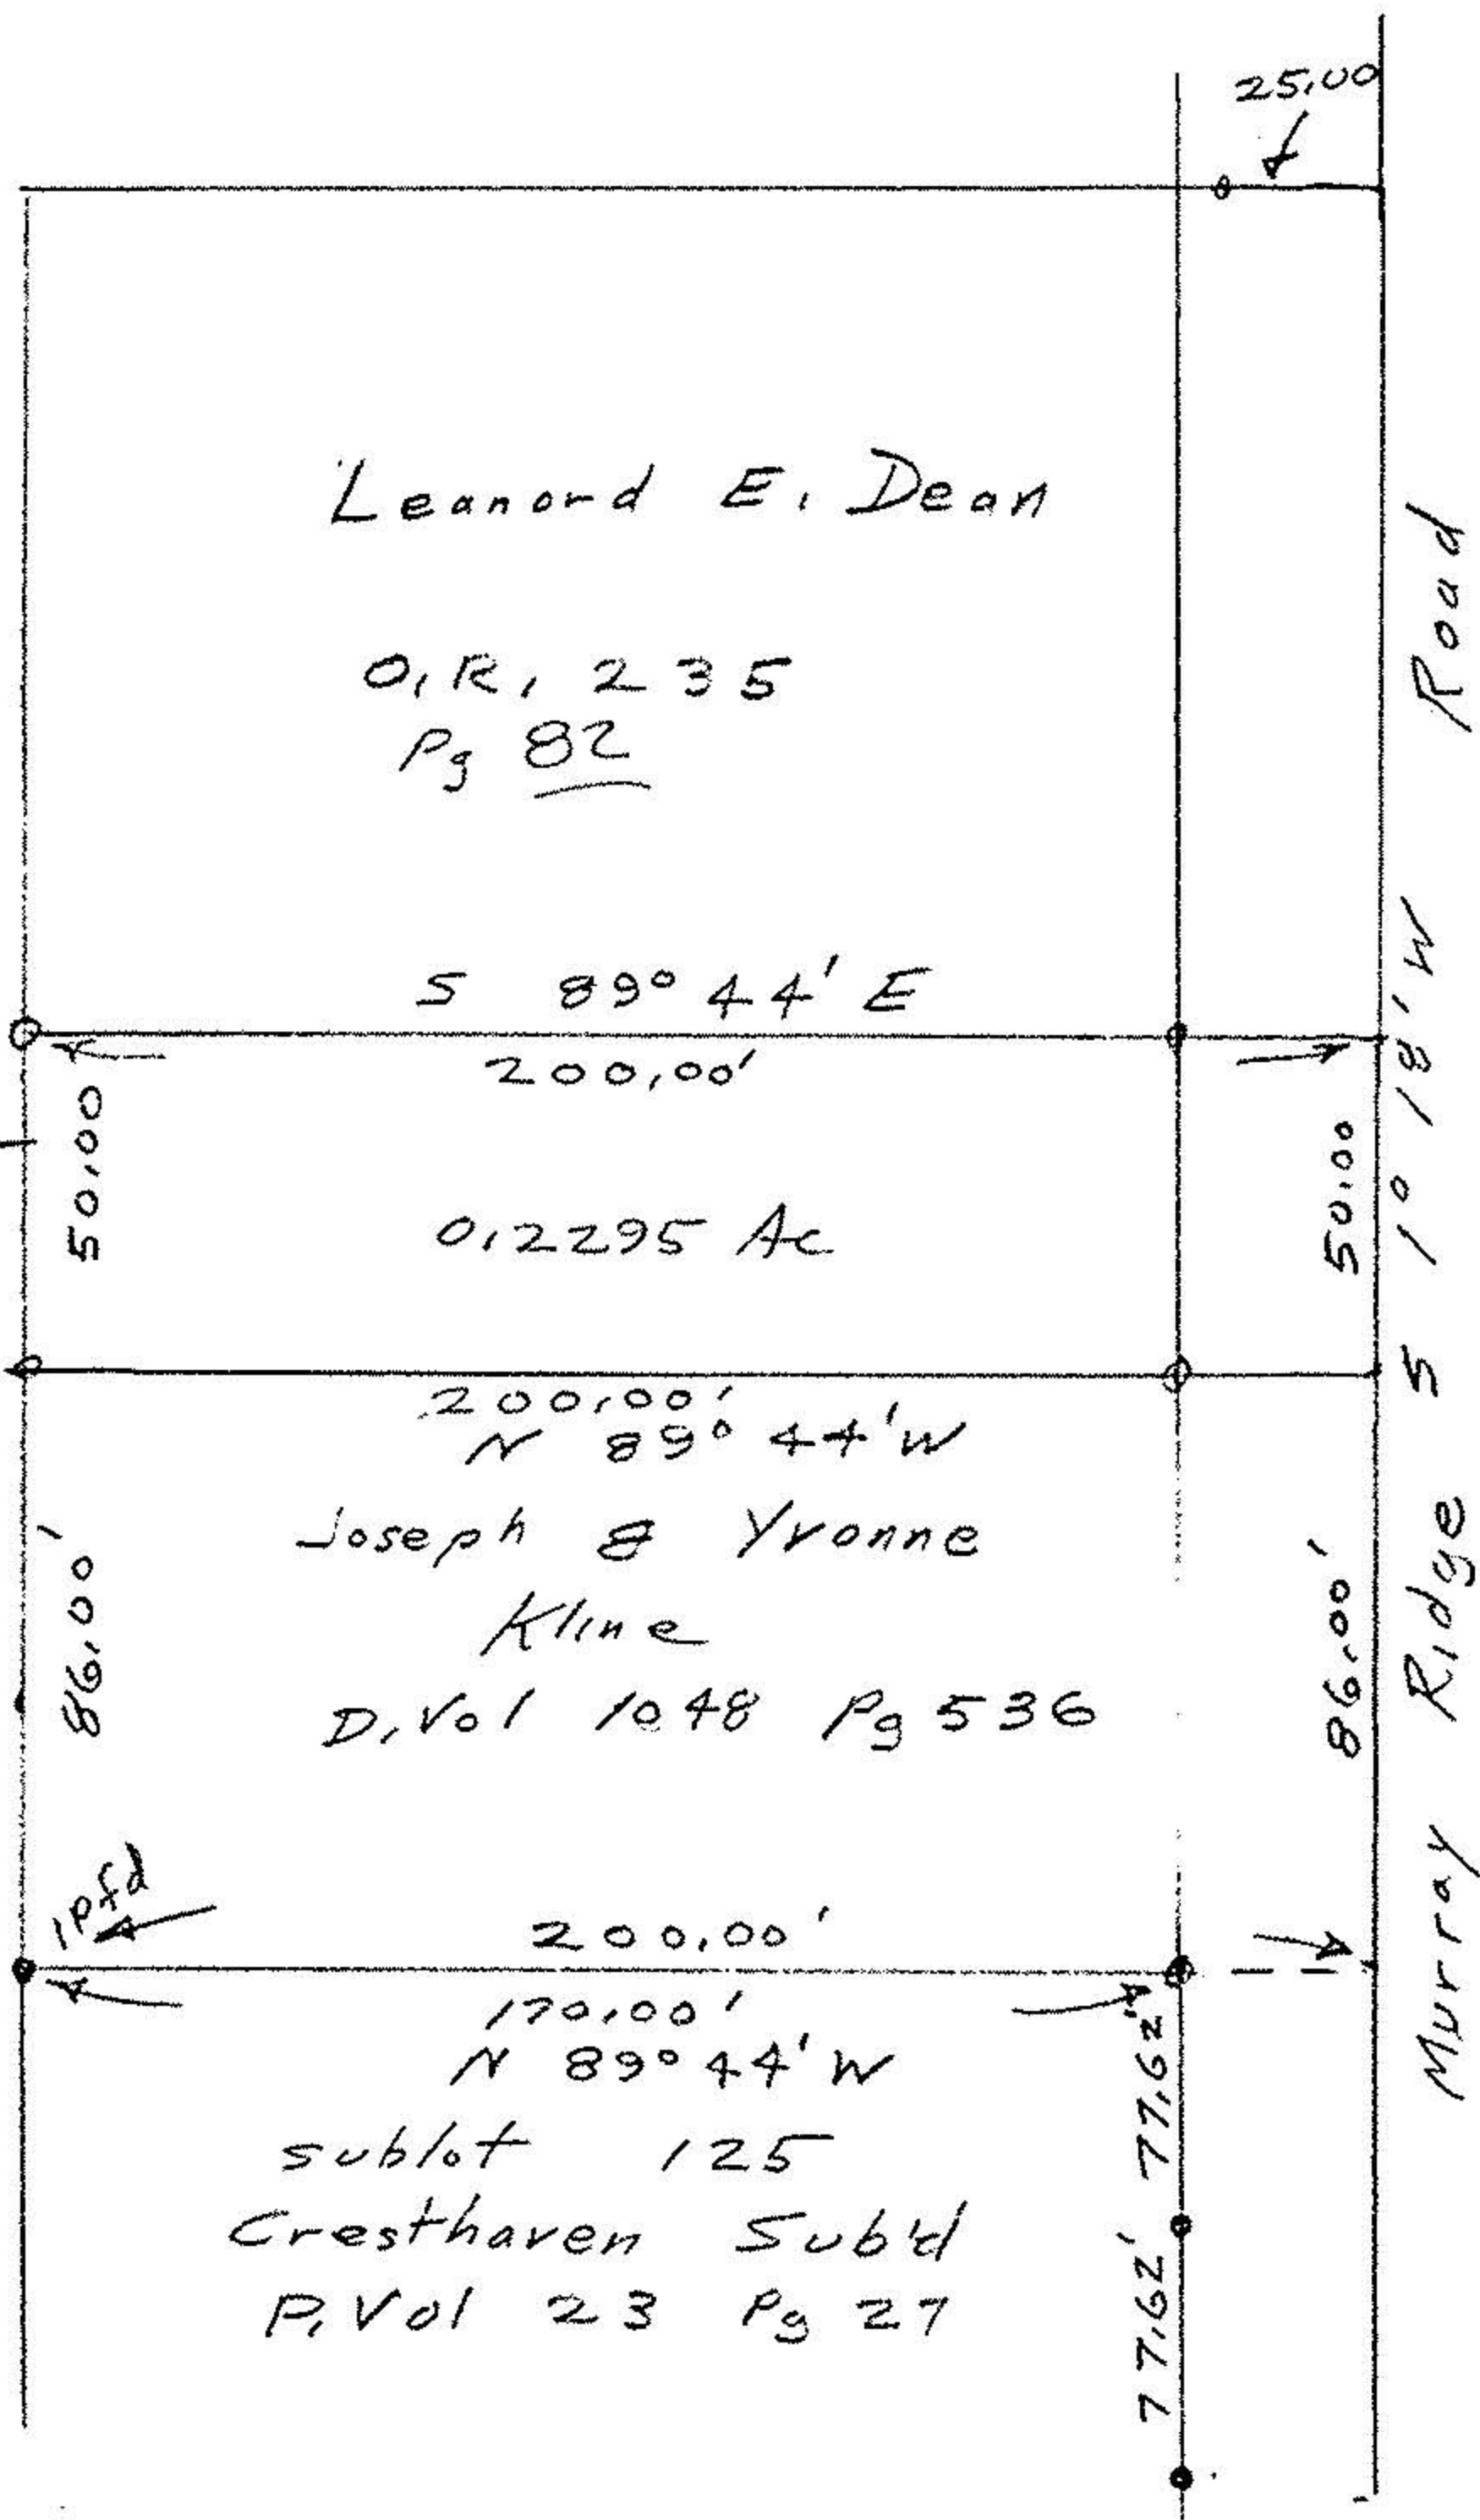 25.00
Leanord E. Dean
O.R. 235
Pg 82
S 89° 44' E
200.00'
50.00
50.00
0.2295 Ac
200.00'
N 89° 44' W
Joseph & Yvonne
Kline
D.Vol 1048 Pg 536
86.00'
86.00'
ipfd
200.00'
170.00'
N 89° 44' W
sublot 125
Cresthaven Sub'd
P.Vol 23 Pg 27
77.62'
77.62'
Murray Ridge S 1° 18' W Road